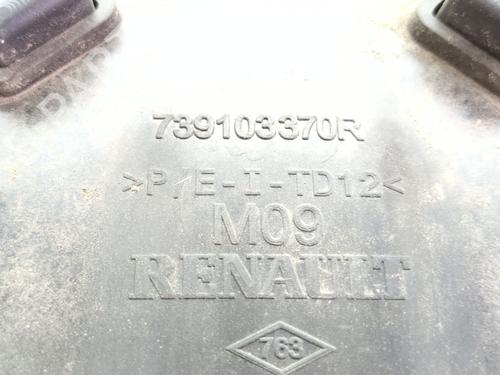 739103370R
>P/E-I-TD12<
M09
RENAULT
763